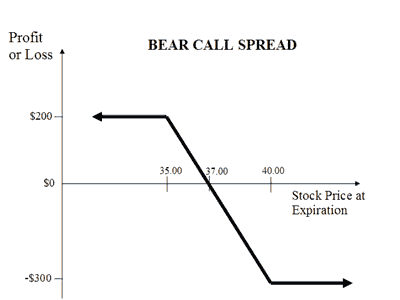 Profit
or Loss
BEAR CALL SPREAD
$200
35.00
37.00
40.00
$0
Stock Price at
Expiration
-$300